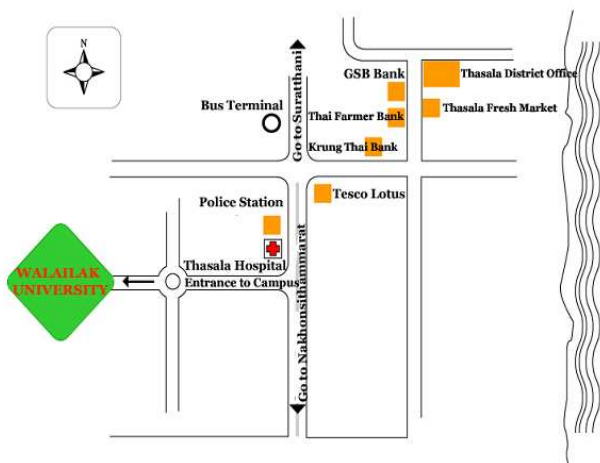 N
GSB Bank
Thasala District Office
Bus Terminal
Thai Farmer Bank
Thasala Fresh Market
Go to Suratthani
Krung Thai Bank
Police Station
Tesco Lotus
Thasala Hospital
WALAILAK
UNIVERSITY
Entrance to Campus
Go to Nakhonsithammarat